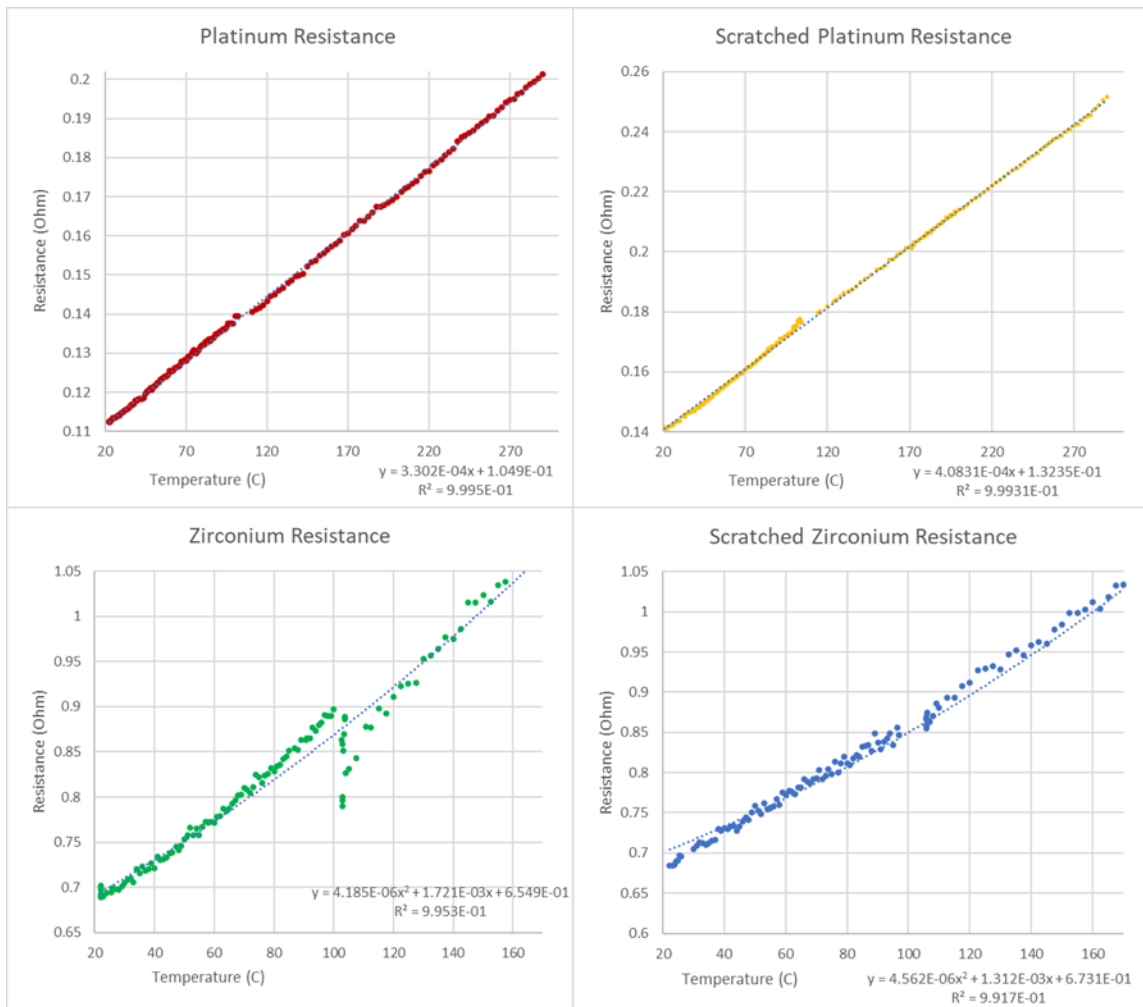 Platinum Resistance
0.2
0.19
0.18
0.17
0.16
0.15
0.14
0.13
0.12
0.11
Resistance (Ohm)
20 70 120 170 220 270
Temperature (C)
y = 3.302E-04x + 1.049E-01
R² = 9.995E-01
Scratched Platinum Resistance
0.26
0.24
0.22
0.2
0.18
0.16
0.14
Resistance (Ohm)
20 70 120 170 220 270
Temperature (C)
y = 4.0831E-04x + 1.3235E-01
R² = 9.9931E-01
Zirconium Resistance
1.05
1
0.95
0.9
0.85
0.8
0.75
0.7
0.65
Resistance (Ohm)
y = 4.185E-06x² + 1.721E-03x + 6.549E-01
R² = 9.953E-01
20 40 60 80 100 120 140 160
Temperature (C)
Scratched Zirconium Resistance
1.05
1
0.95
0.9
0.85
0.8
0.75
0.7
0.65
0.6
Resistance (Ohm)
20 40 60 80 100 120 140 160
Temperature (C)
y = 4.562E-06x² + 1.312E-03x + 6.731E-01
R² = 9.917E-01